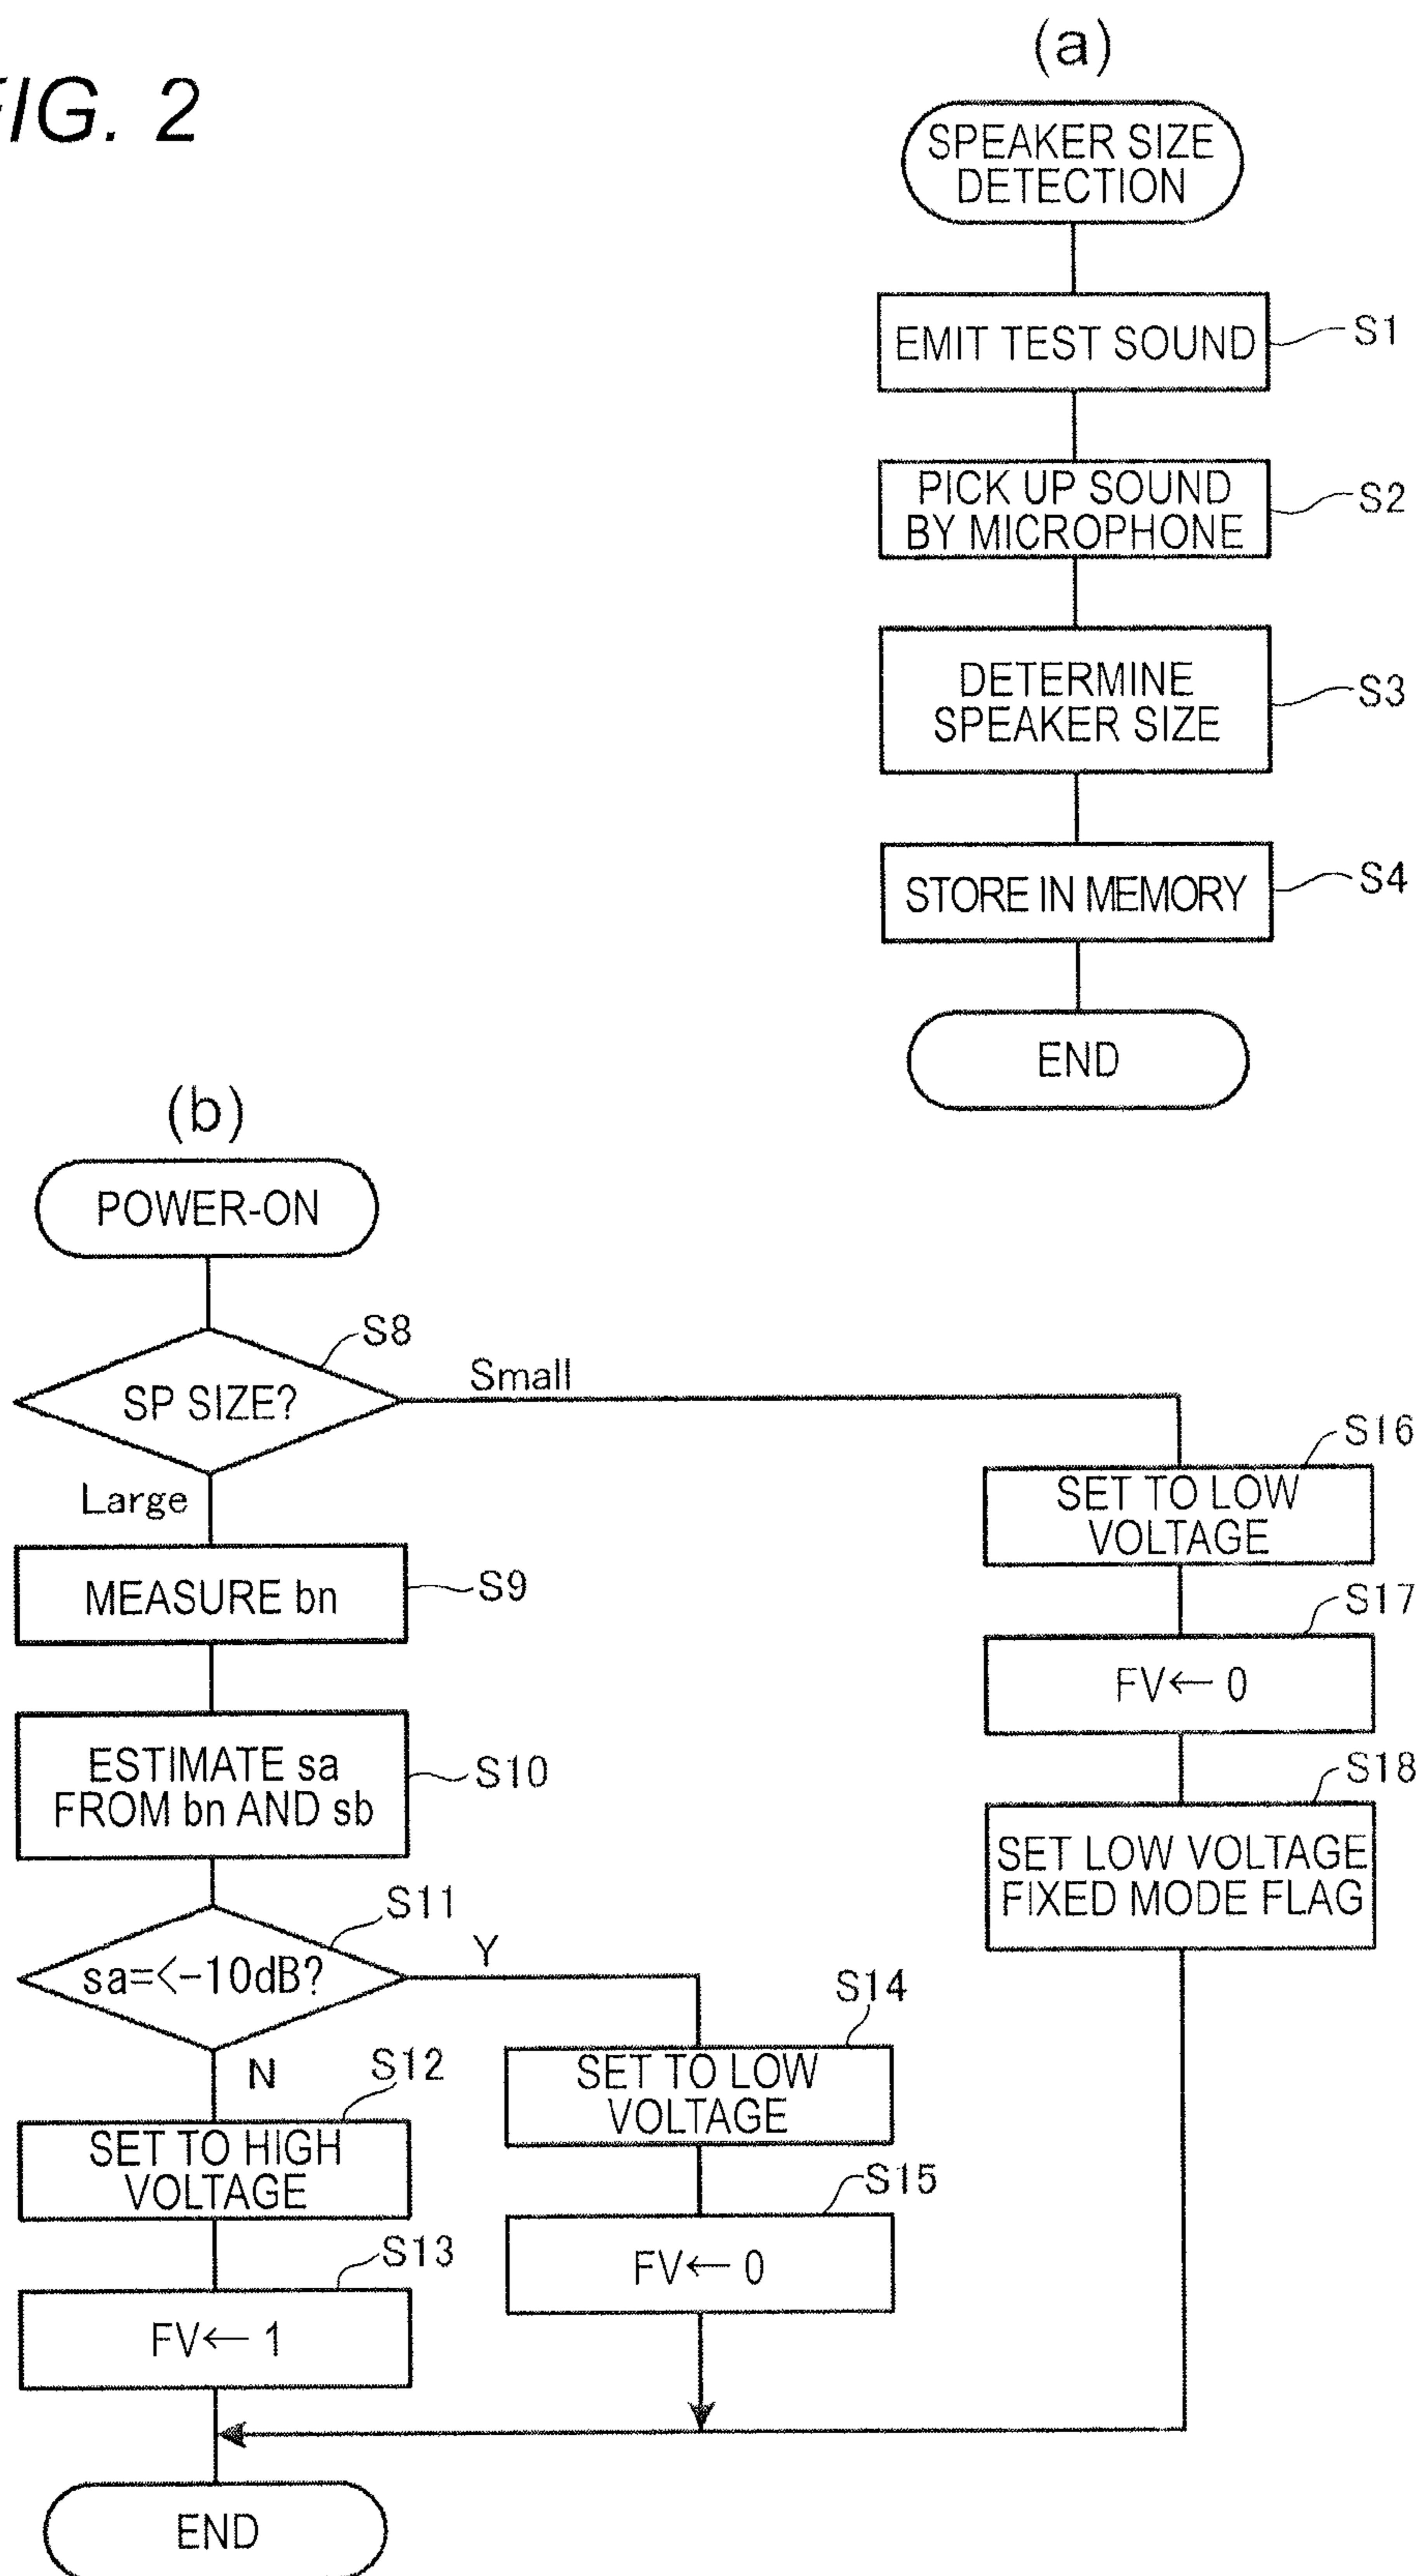 FIG. 2
(a)
SPEAKER SIZE
DETECTION
EMIT TEST SOUND
S1
PICK UP SOUND
BY MICROPHONE
S2
DETERMINE
SPEAKER SIZE
S3
STORE IN MEMORY
S4
END
(b)
POWER-ON
S8
SP SIZE?
Small
Large
MEASURE bn
S9
ESTIMATE sa
FROM bn AND sb
S10
S11
sa=<-10dB?
Y
N
S12
SET TO HIGH
VOLTAGE
S13
FV← 1
S14
SET TO LOW
VOLTAGE
S15
FV← 0
S16
SET TO LOW
VOLTAGE
S17
FV← 0
S18
SET LOW VOLTAGE
FIXED MODE FLAG
END